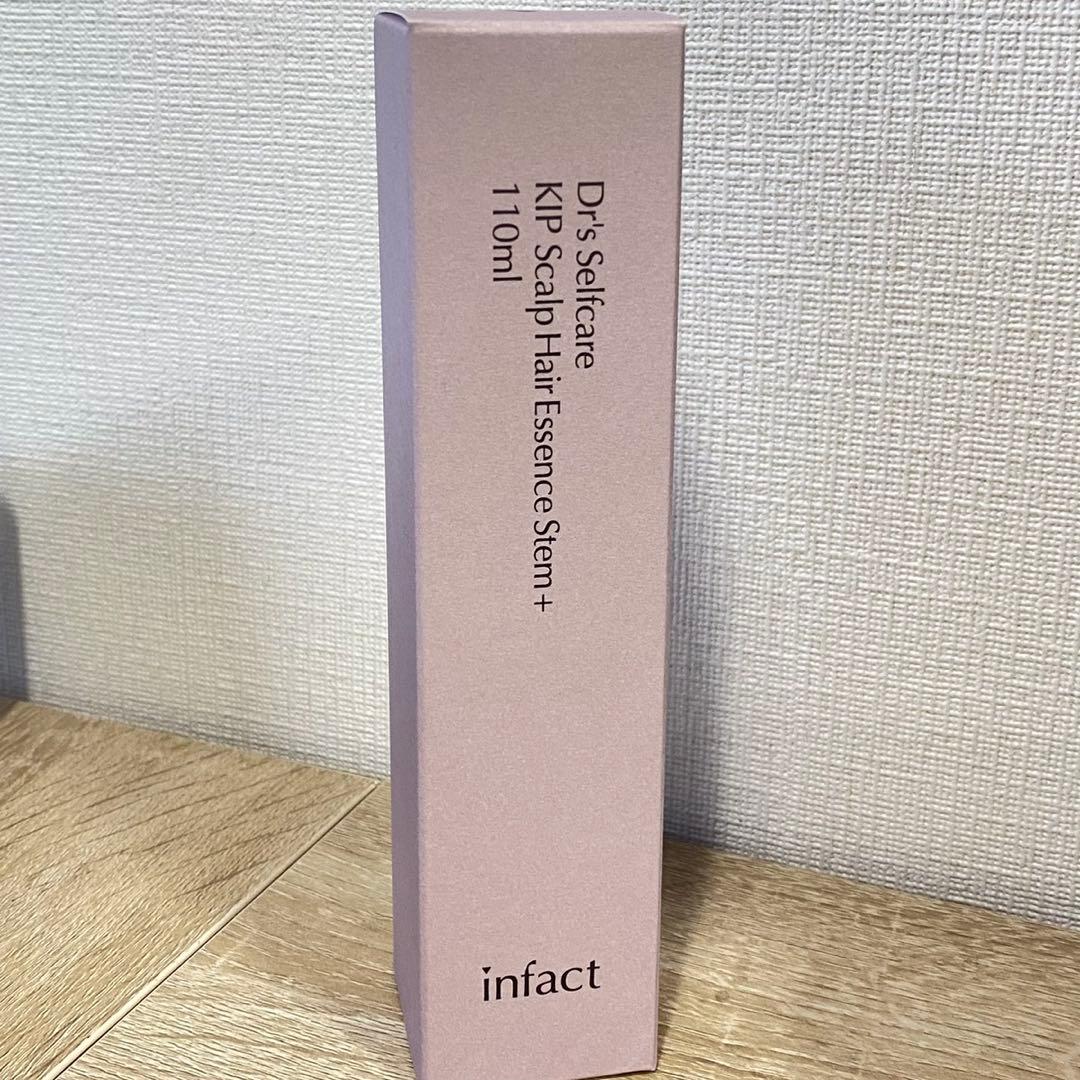 Dr's Selfcare
KIP Scalp Hair Essence Stem+
110ml
infact